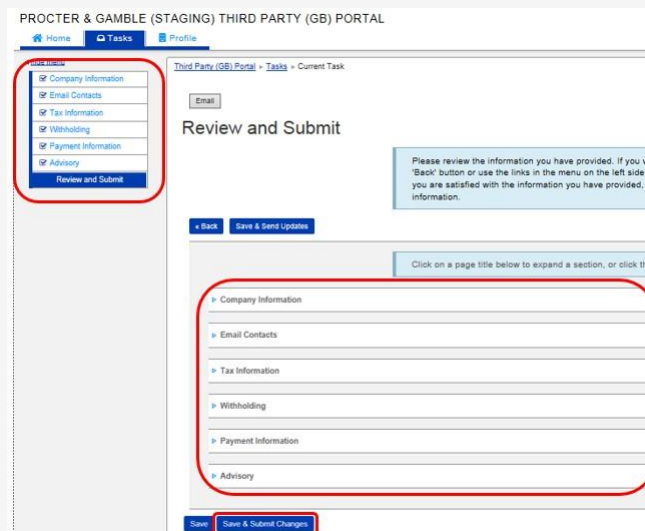 PROCTER & GAMBLE (STAGING) THIRD PARTY (GB) PORTAL
Home Tasks Profile
Hide menu
Company Information
Email Contacts
Tax Information
Withholding
Payment Information
Advisory
Review and Submit
Third Party (GB) Portal » Tasks » Current Task
Email
Review and Submit
Please review the information you have provided. If you
'Back' button or use the links in the menu on the left side
you are satisfied with the information you have provided,
information.
« Back Save & Send Updates
Click on a page title below to expand a section, or click
Company Information
Email Contacts
Tax Information
Withholding
Payment Information
Advisory
Save Save & Submit Changes